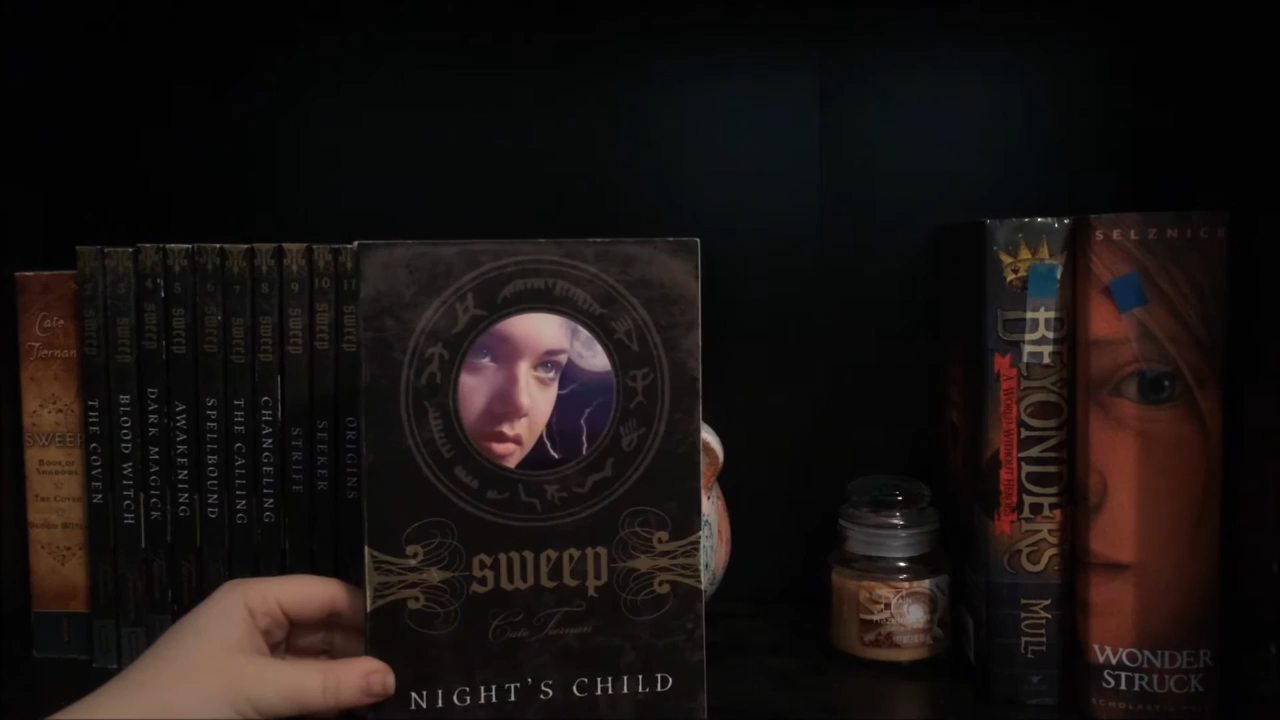 Cate
Tiernan
SWEEP
BOOK OF
SHADOWS
THE COVEN
BLOOD WITCH
2 sweep THE COVEN
3 sweep BLOOD WITCH
4 sweep DARK MAGICK
5 sweep AWAKENING
6 sweep SPELLBOUND
7 sweep THE CALLING
8 sweep CHANGELING
9 sweep STRIFE
10 sweep SEEKER
11 sweep ORIGINS
sweep
Cate Tiernan
NIGHT'S CHILD
BEYONDERS
A WORLD WITHOUT HEROES
MULL
SELZNICK
WONDER
STRUCK
SCHOLASTIC